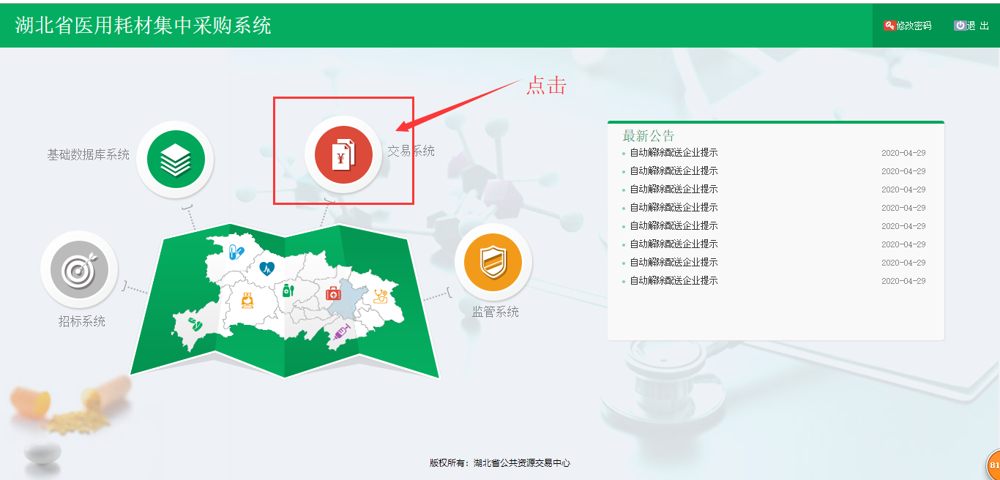 湖北省医用耗材集中采购系统
修改密码
退 出
点击
基础数据库系统
¥
交易系统
招标系统
监管系统
最新公告
自动解除配送企业提示 2020-04-29
自动解除配送企业提示 2020-04-29
自动解除配送企业提示 2020-04-29
自动解除配送企业提示 2020-04-29
自动解除配送企业提示 2020-04-29
自动解除配送企业提示 2020-04-29
自动解除配送企业提示 2020-04-29
自动解除配送企业提示 2020-04-29
版权所有：湖北省公共资源交易中心
81